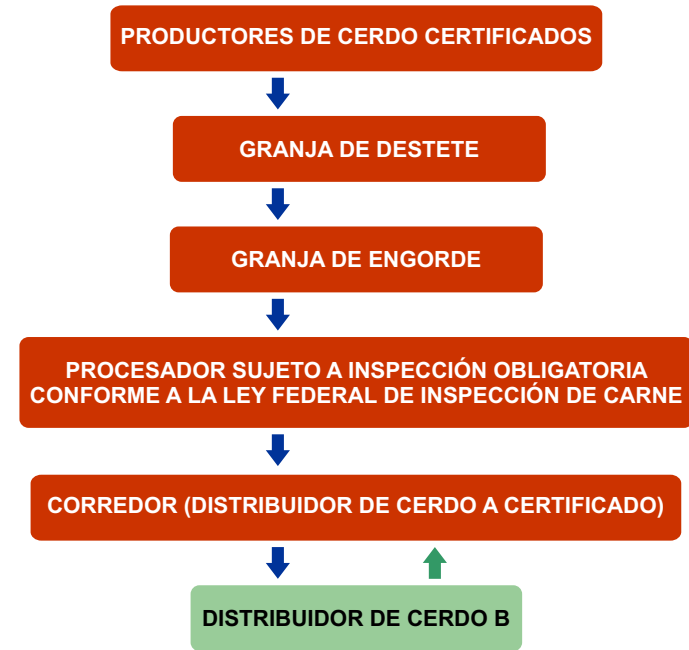 PRODUCTORES DE CERDO CERTIFICADOS
GRANJA DE DESTETE
GRANJA DE ENGORDE
PROCESADOR SUJETO A INSPECCIÓN OBLIGATORIA
CONFORME A LA LEY FEDERAL DE INSPECCIÓN DE CARNE
CORREDOR (DISTRIBUIDOR DE CERDO A CERTIFICADO)
DISTRIBUIDOR DE CERDO B